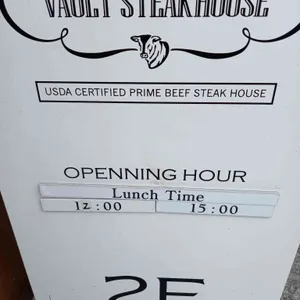 VAULT STEAKHOUSE
USDA CERTIFIED PRIME BEEF STEAK HOUSE
OPENNING HOUR
Lunch Time
12:00 15:00
2F